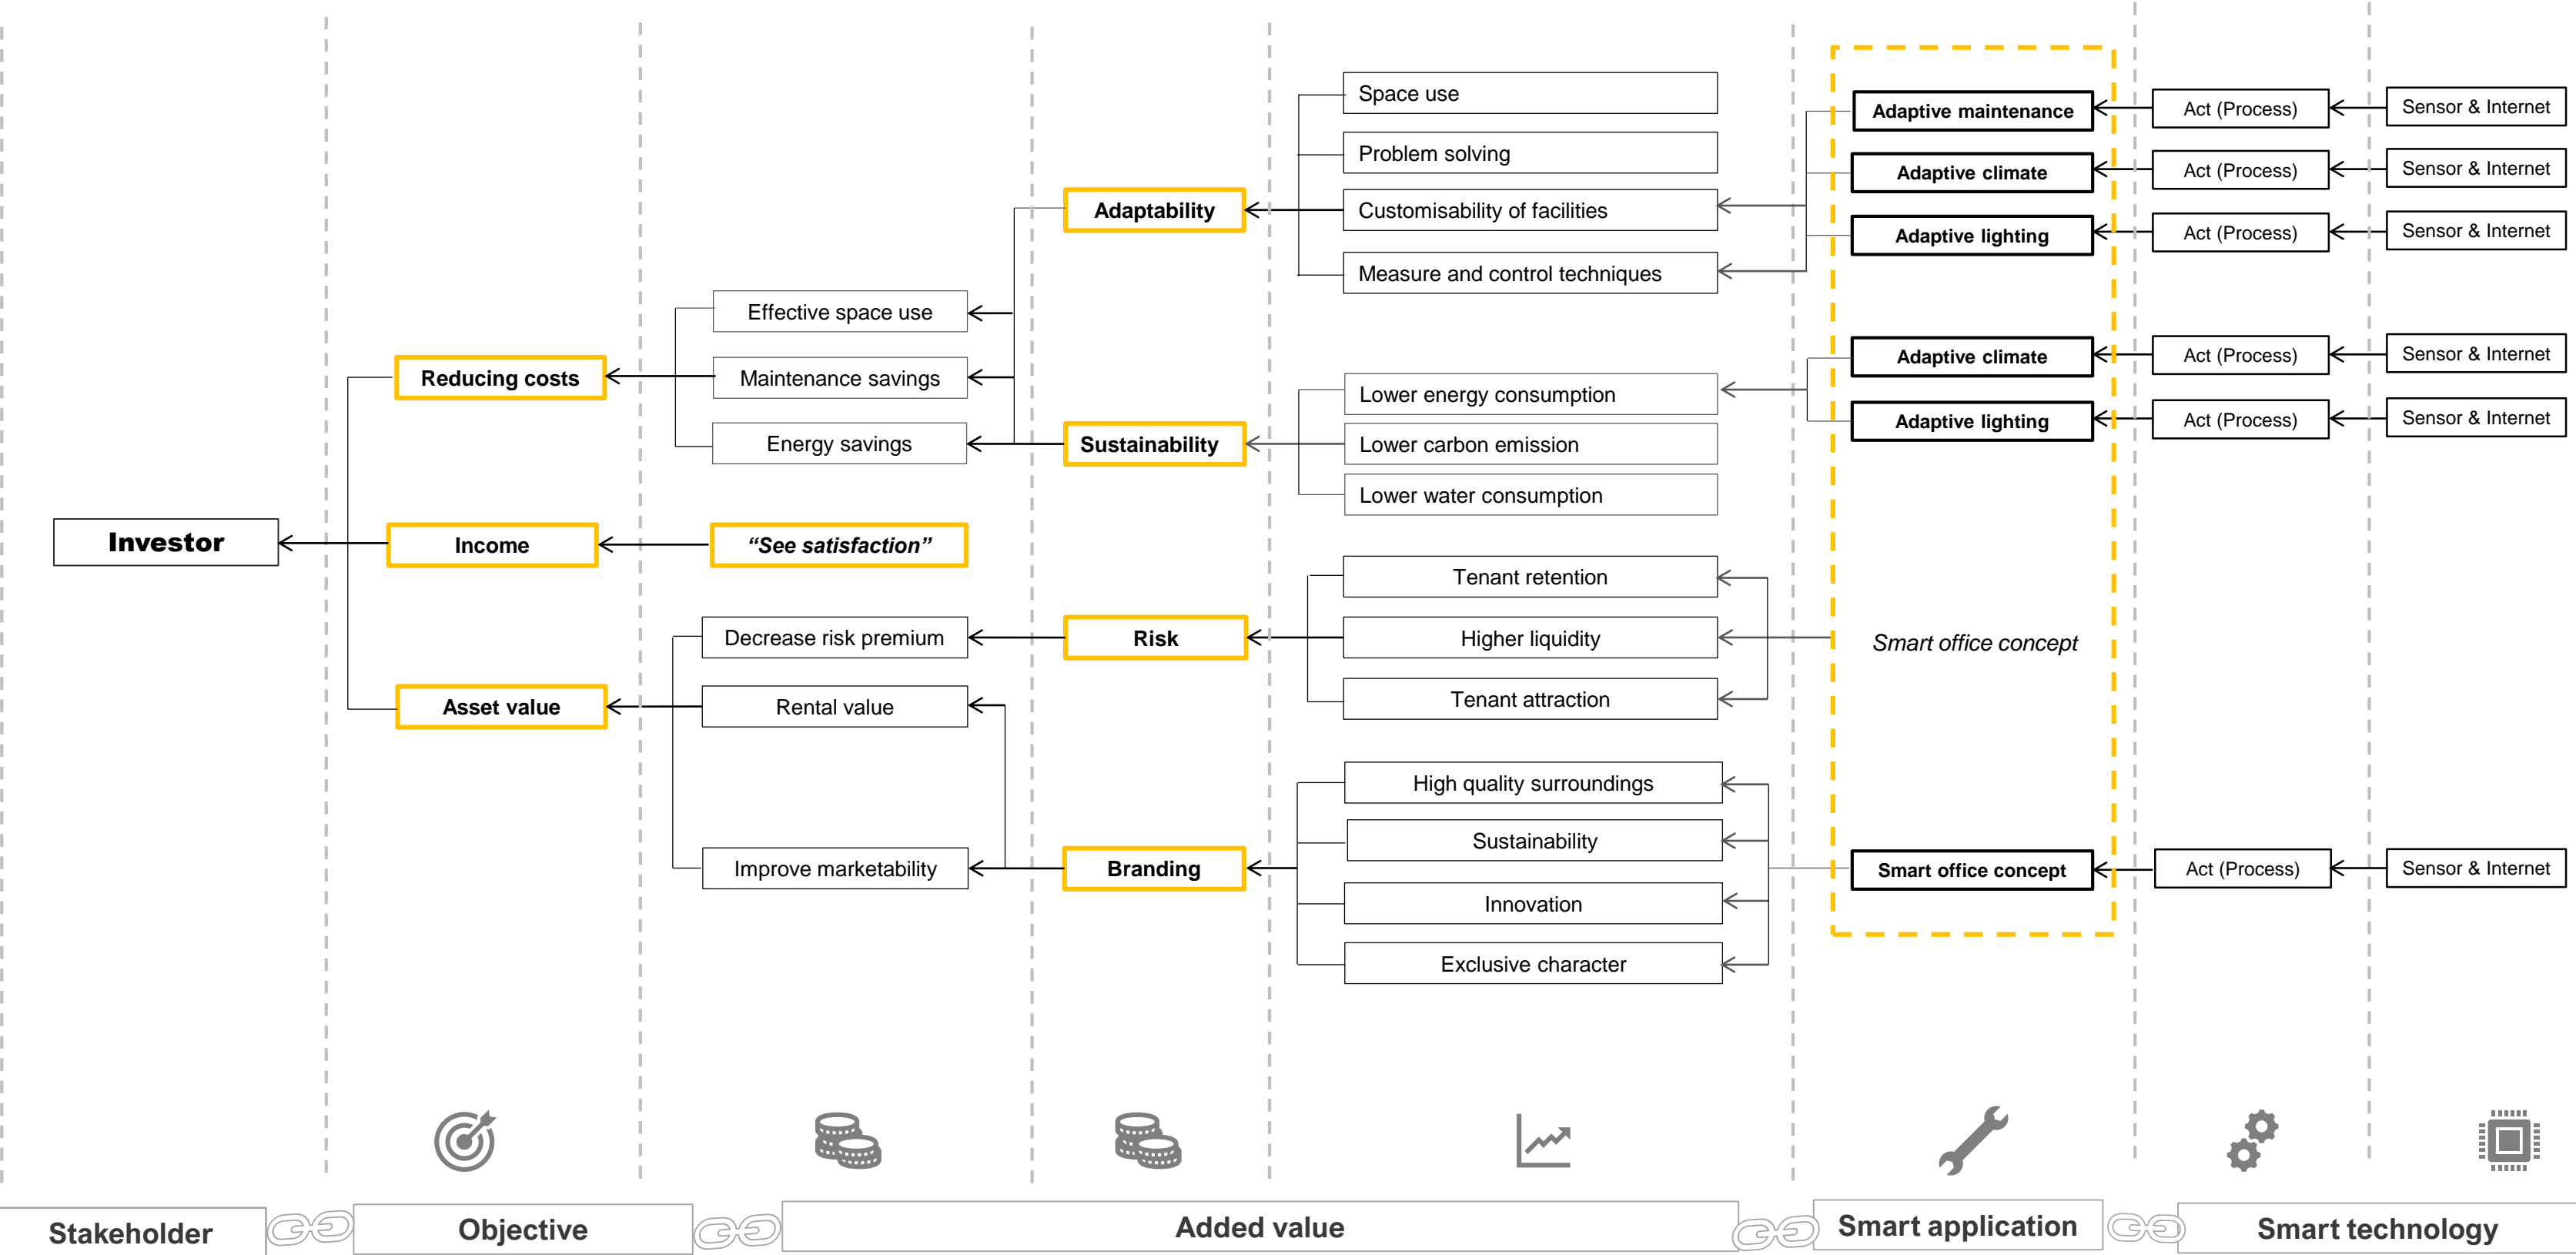 Space use
Adaptive maintenance
Act (Process)
Sensor & Internet
Problem solving
Adaptive climate
Act (Process)
Sensor & Internet
Adaptability
Customisability of facilities
Adaptive lighting
Act (Process)
Sensor & Internet
Measure and control techniques
Effective space use
Reducing costs
Maintenance savings
Lower energy consumption
Adaptive climate
Act (Process)
Sensor & Internet
Energy savings
Sustainability
Lower carbon emission
Adaptive lighting
Act (Process)
Sensor & Internet
Lower water consumption
Investor
Income
“See satisfaction”
Tenant retention
Decrease risk premium
Risk
Higher liquidity
Smart office concept
Asset value
Rental value
Tenant attraction
High quality surroundings
Sustainability
Improve marketability
Branding
Smart office concept
Act (Process)
Sensor & Internet
Innovation
Exclusive character
Stakeholder
Objective
Added value
Smart application
Smart technology